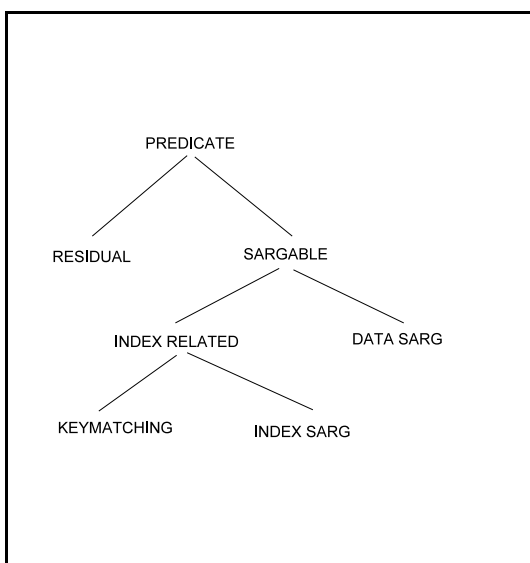 PREDICATE
RESIDUAL
SARGABLE
INDEX RELATED
DATA SARG
KEYMATCHING
INDEX SARG